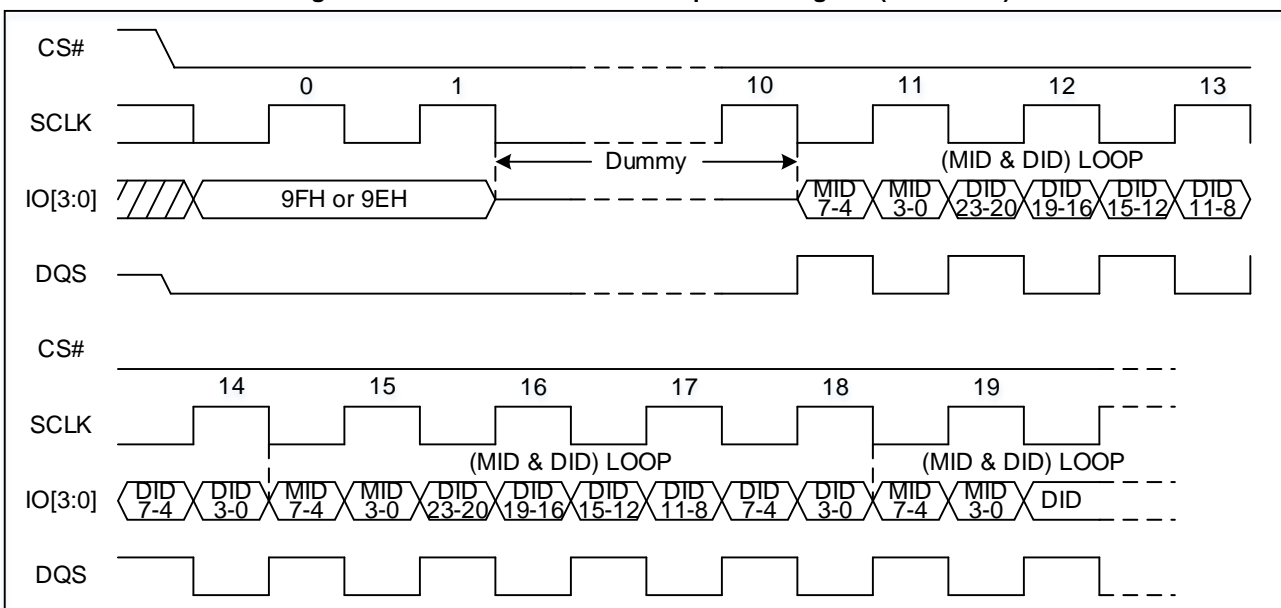 CS#
0 1 10 11 12 13
SCLK
Dummy (MID & DID) LOOP
IO[3:0] 9FH or 9EH MID 7-4 MID 3-0 DID 23-20 DID 19-16 DID 15-12 DID 11-8
DQS
CS#
14 15 16 17 18 19
SCLK
(MID & DID) LOOP (MID & DID) LOOP
IO[3:0] DID 7-4 DID 3-0 MID 7-4 MID 3-0 DID 23-20 DID 19-16 DID 15-12 DID 11-8 DID 7-4 DID 3-0 MID 7-4 MID 3-0 DID
DQS